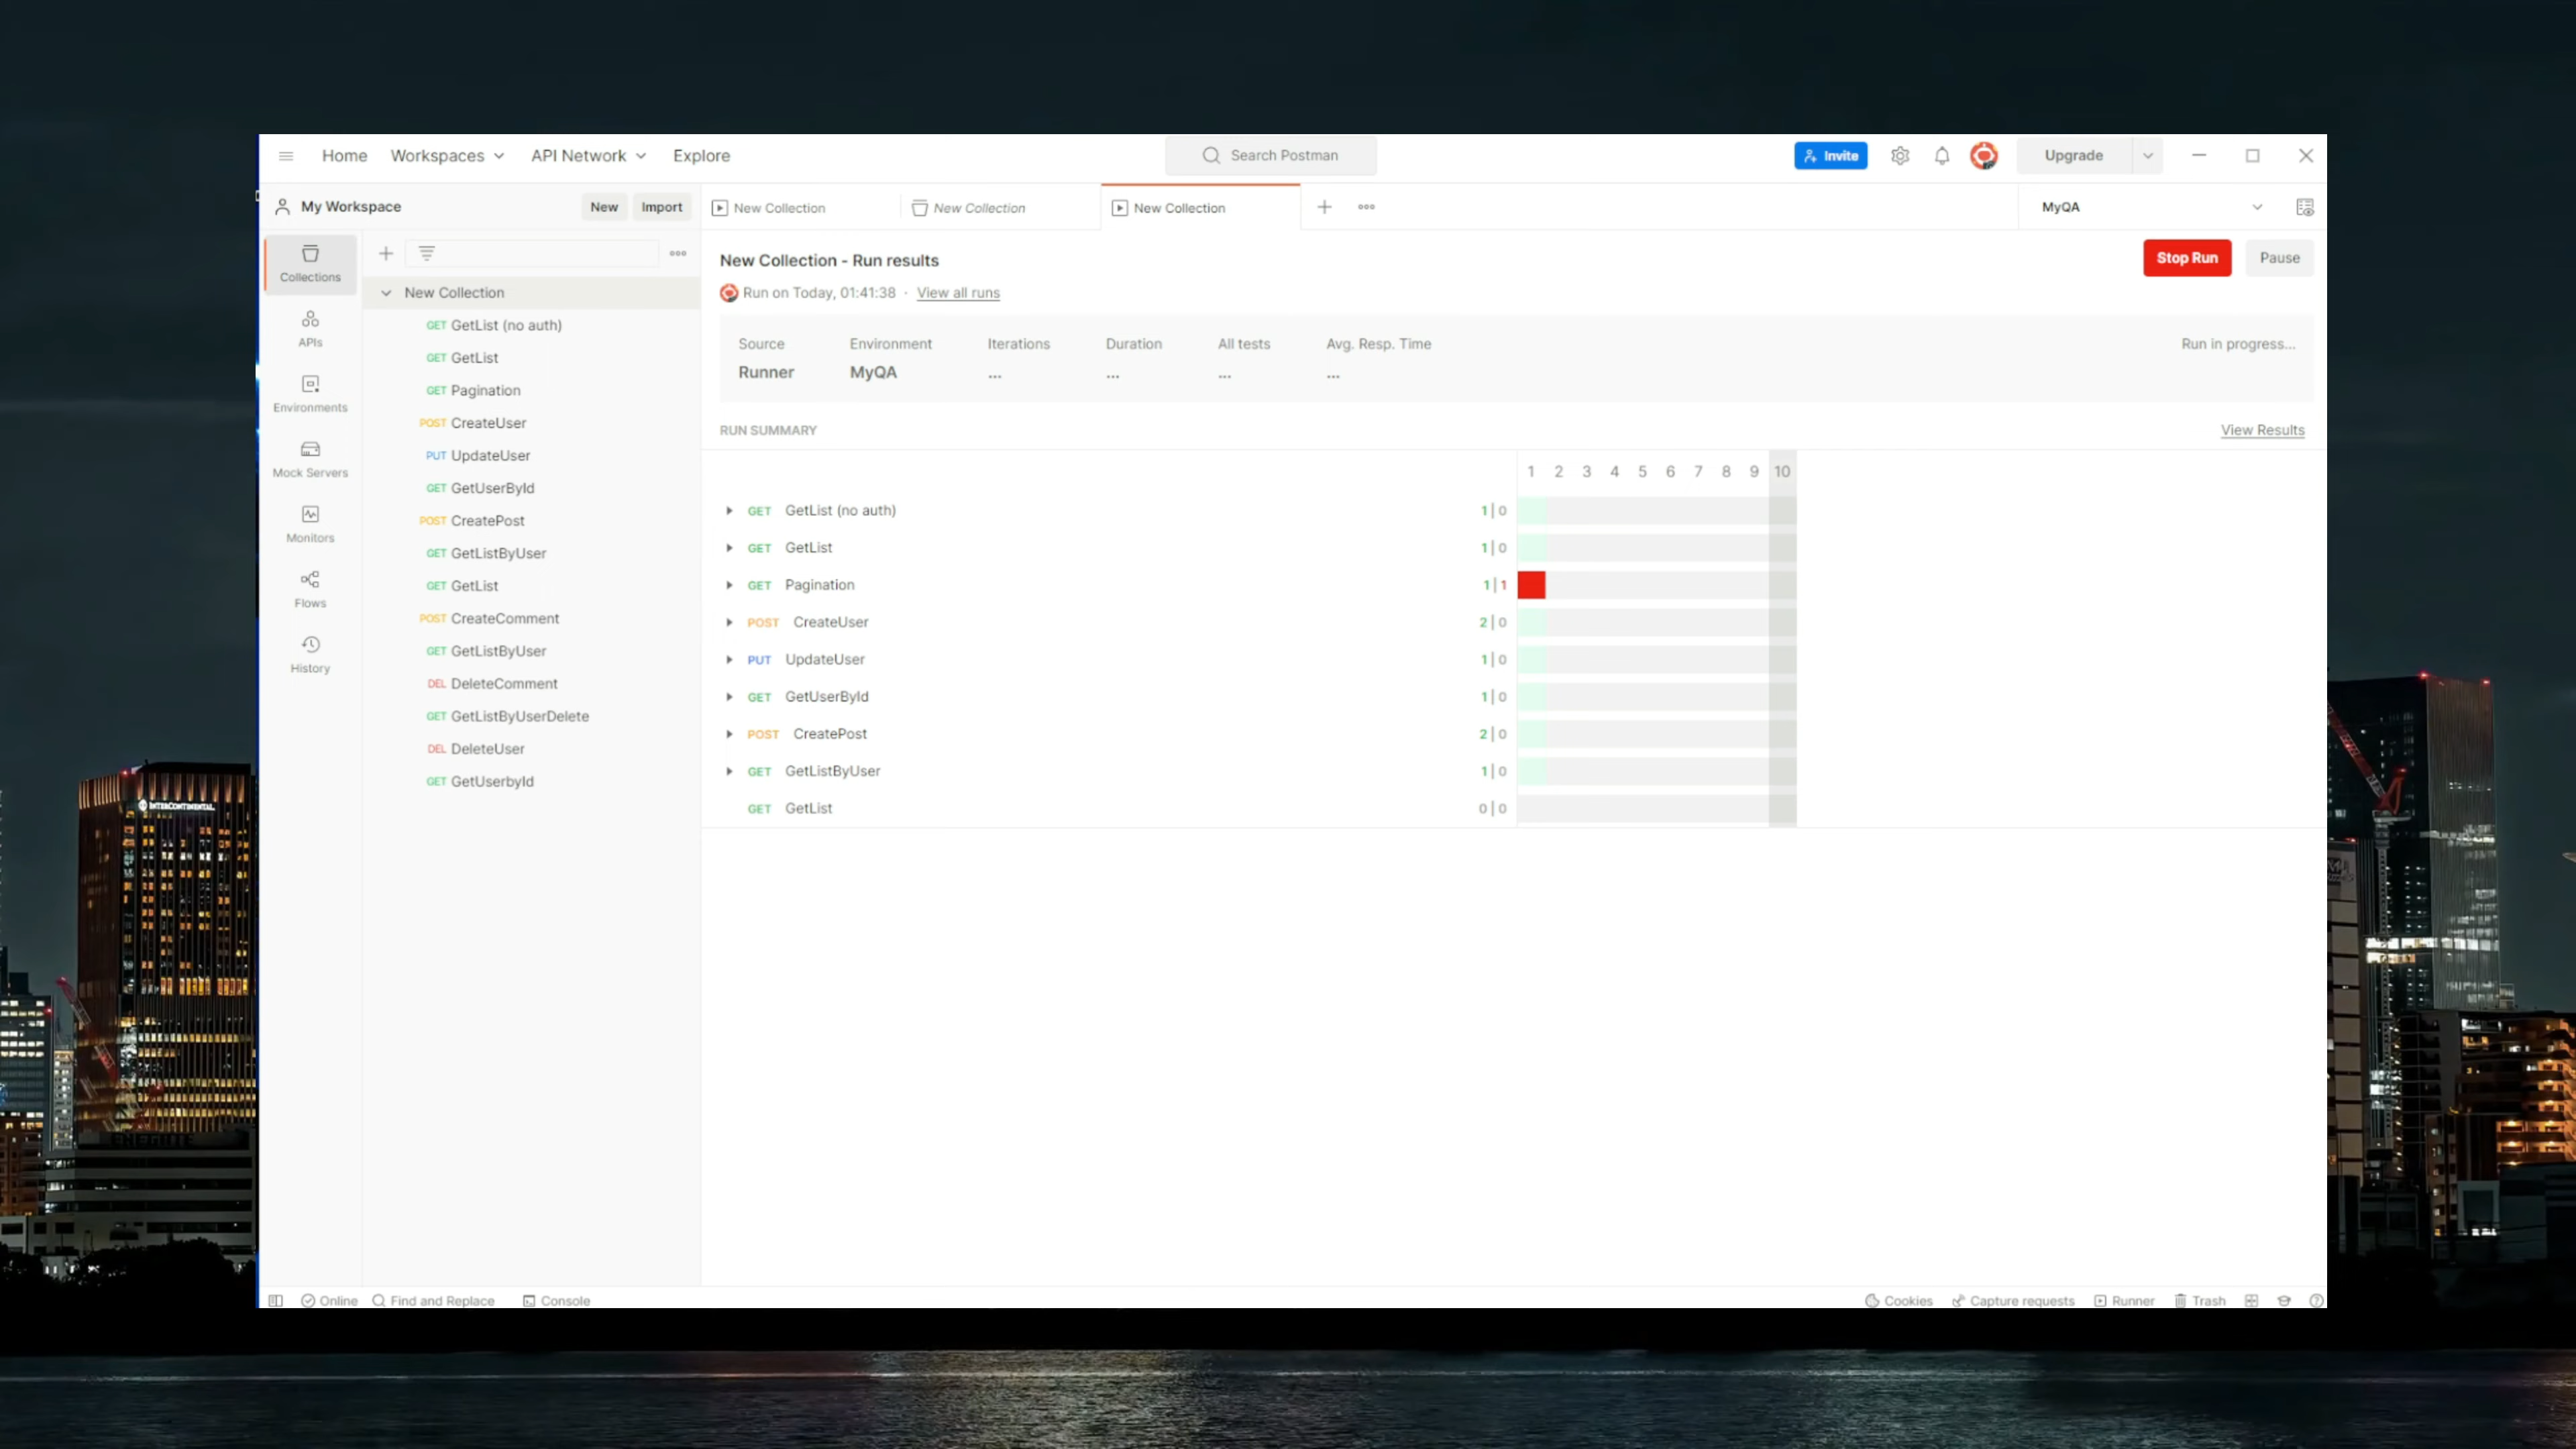 Home Workspaces API Network Explore Search Postman Invite Upgrade
My Workspace New Import New Collection New Collection New Collection MyQA
Collections
APIs
Environments
Mock Servers
Monitors
Flows
History
New Collection
GET GetList (no auth)
GET GetList
GET Pagination
POST CreateUser
PUT UpdateUser
GET GetUserById
POST CreatePost
GET GetListByUser
GET GetList
POST CreateComment
GET GetListByUser
DEL DeleteComment
GET GetListByUserDelete
DEL DeleteUser
GET GetUserbyId
New Collection - Run results Stop Run Pause
Run on Today, 01:41:38 · View all runs
Source Environment Iterations Duration All tests Avg. Resp. Time Run in progress...
Runner MyQA ... ... ... ...
RUN SUMMARY View Results
1 2 3 4 5 6 7 8 9 10
GET GetList (no auth) 1|0
GET GetList 1|0
GET Pagination 1|1
POST CreateUser 2|0
PUT UpdateUser 1|0
GET GetUserById 1|0
POST CreatePost 2|0
GET GetListByUser 1|0
GET GetList 0|0
Online Find and Replace Console Cookies Capture requests Runner Trash
INTERCONTINENTAL